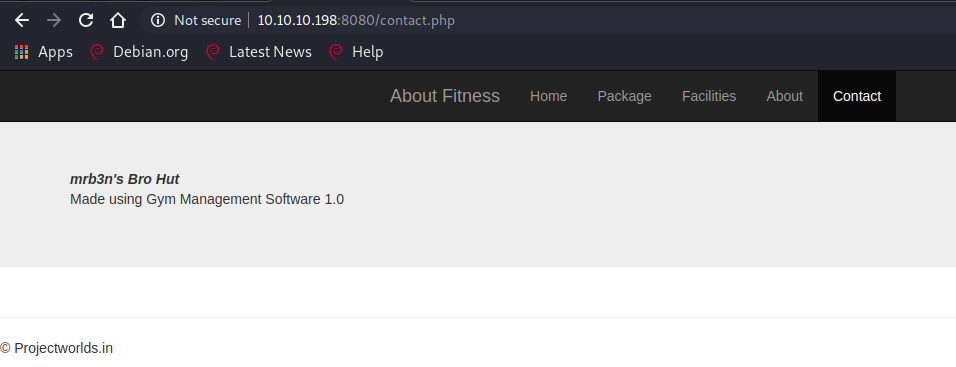 Not secure 10.10.10.198:8080/contact.php
Apps Debian.org Latest News Help
About Fitness Home Package Facilities About Contact
mrb3n's Bro Hut
Made using Gym Management Software 1.0
© Projectworlds.in